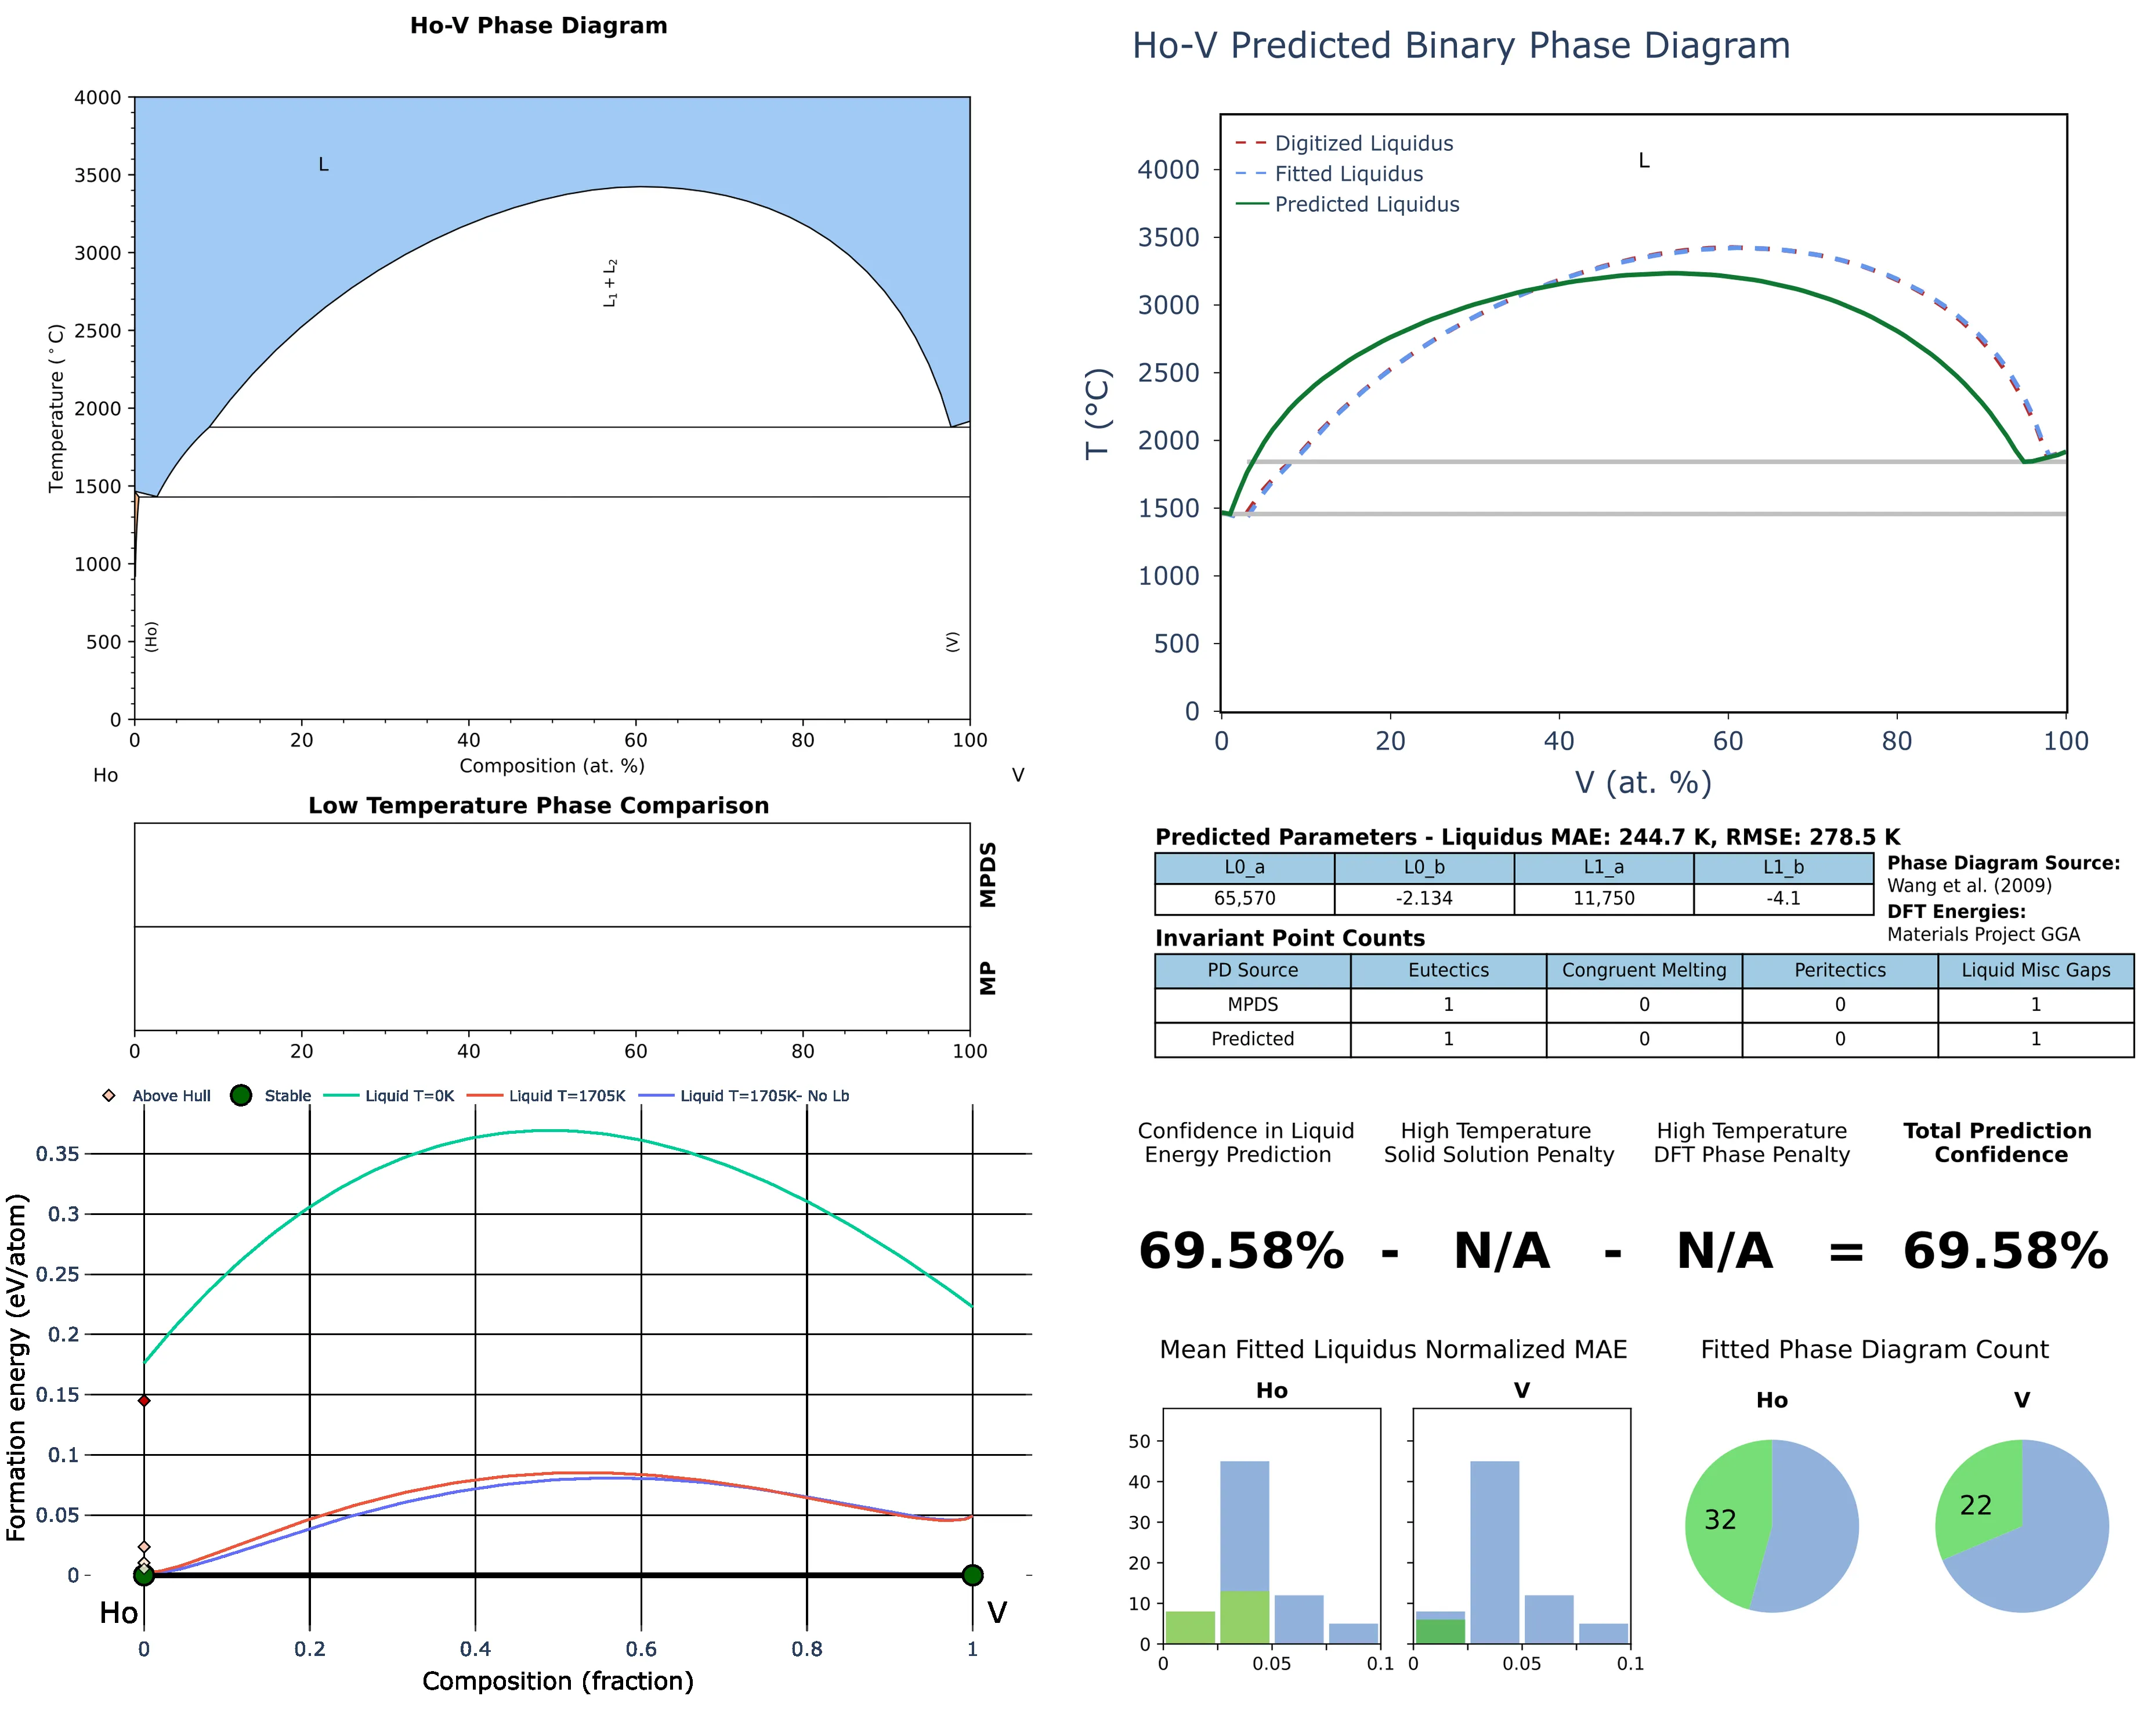 Ho-V Phase Diagram
4000
3500
3000
2500
2000
1500
1000
500
0
Temperature (°C)
L
L1 + L2
(Ho)
(V)
0 20 40 60 80 100
Composition (at. %)
Ho V
Low Temperature Phase Comparison
MPDS
MP
0 20 40 60 80 100
Above Hull Stable Liquid T=0K Liquid T=1705K Liquid T=1705K- No Lb
0.35
0.3
0.25
0.2
0.15
0.1
0.05
0
Formation energy (eV/atom)
Ho V
0 0.2 0.4 0.6 0.8 1
Composition (fraction)
Ho-V Predicted Binary Phase Diagram
Digitized Liquidus
Fitted Liquidus
Predicted Liquidus
L
4000
3500
3000
2500
2000
1500
1000
500
0
T (°C)
0 20 40 60 80 100
V (at. %)
Predicted Parameters - Liquidus MAE: 244.7 K, RMSE: 278.5 K
L0_a L0_b L1_a L1_b
65,570 -2.134 11,750 -4.1
Phase Diagram Source:
Wang et al. (2009)
DFT Energies:
Materials Project GGA
Invariant Point Counts
PD Source Eutectics Congruent Melting Peritectics Liquid Misc Gaps
MPDS 1 0 0 1
Predicted 1 0 0 1
Confidence in Liquid Energy Prediction
High Temperature Solid Solution Penalty
High Temperature DFT Phase Penalty
Total Prediction Confidence
69.58% - N/A - N/A = 69.58%
Mean Fitted Liquidus Normalized MAE
Ho V
50
40
30
20
10
0
0 0.05 0.1 0 0.05 0.1
Fitted Phase Diagram Count
Ho V
32 22